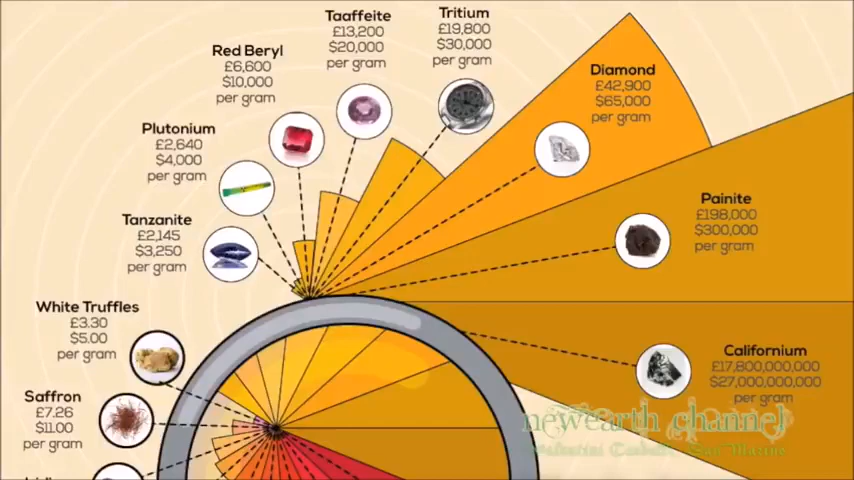 Taaffeite
£13,200
$20,000
per gram
Tritium
£19,800
$30,000
per gram
Red Beryl
£6,600
$10,000
per gram
Diamond
£42,900
$65,000
per gram
Plutonium
£2,640
$4,000
per gram
Painite
£198,000
$300,000
per gram
Tanzanite
£2,145
$3,250
per gram
White Truffles
£3.30
$5.00
per gram
Californium
£17,800,000,000
$27,000,000,000
per gram
Saffron
£7.26
$11.00
per gram
newearth channel